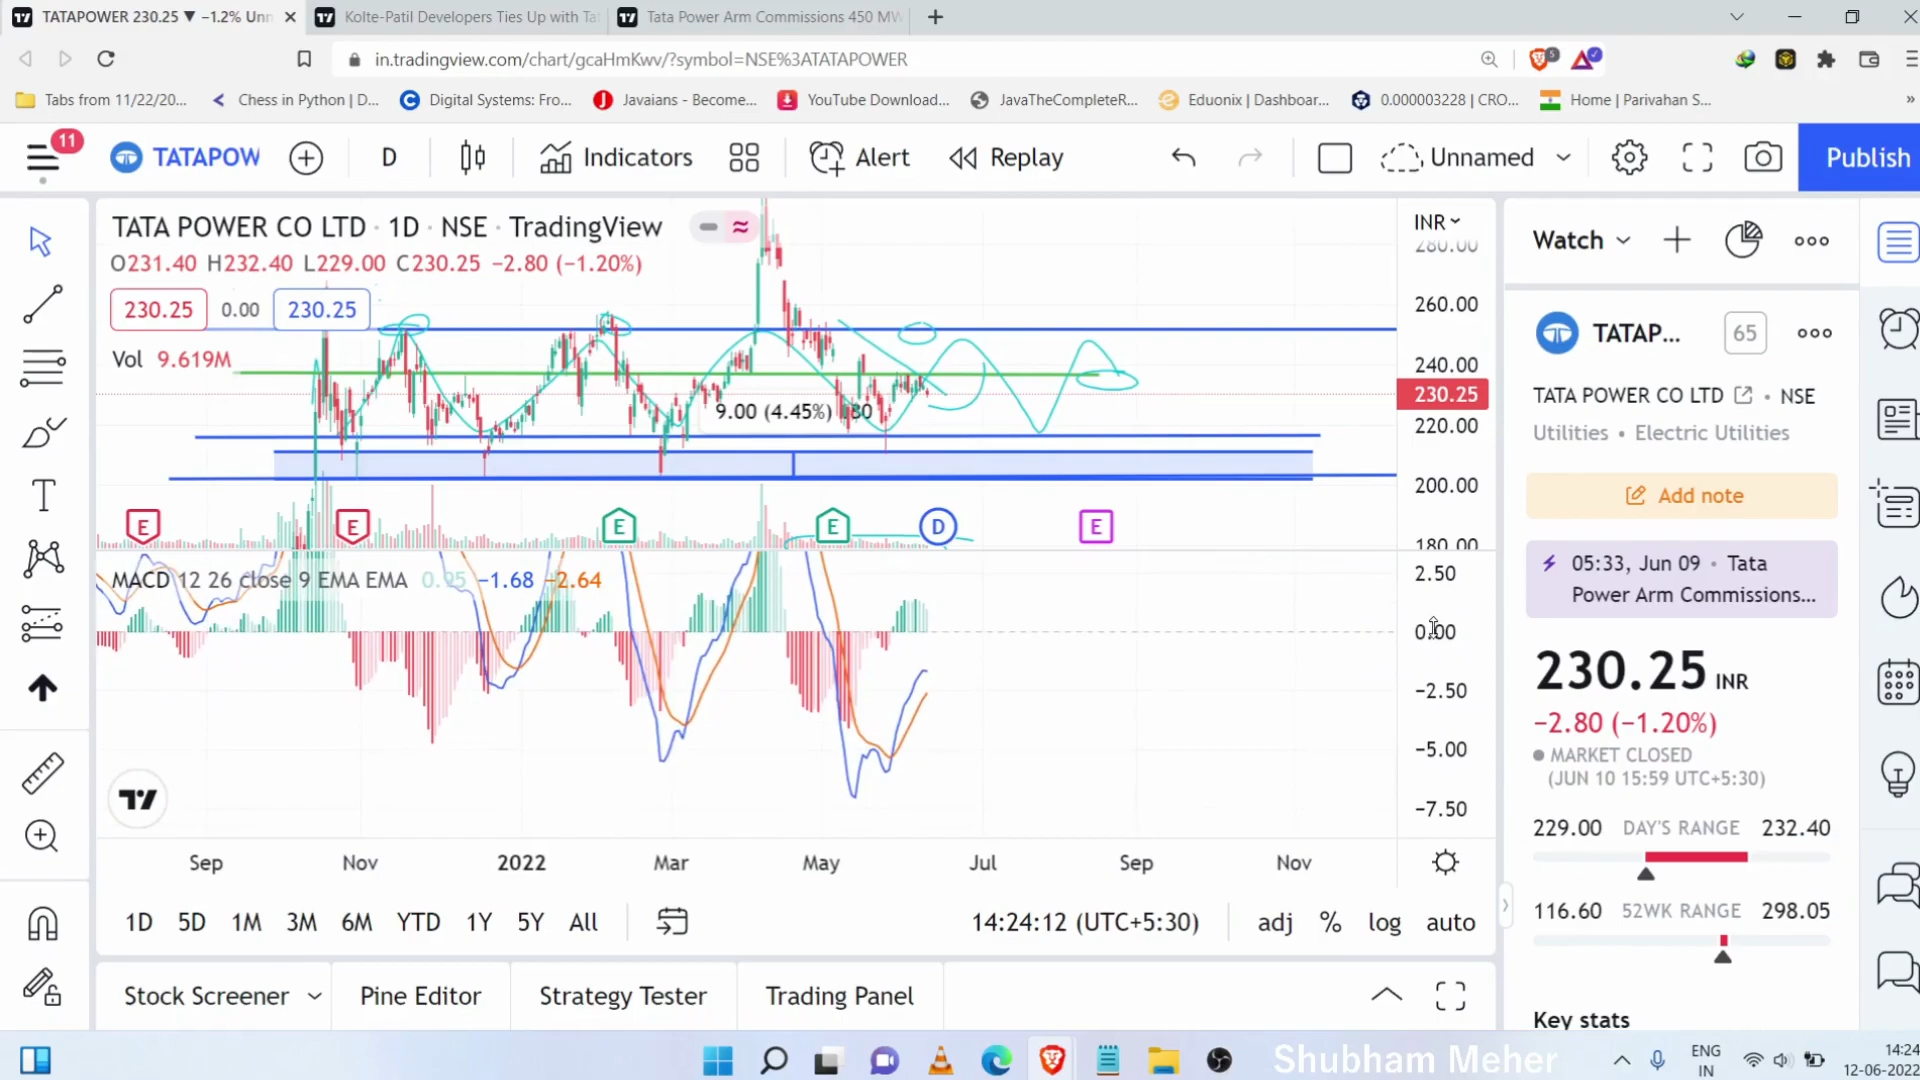 TATAPOWER 230.25 ▼ −1.2% Unn
Kolte-Patil Developers Ties Up with Ta
Tata Power Arm Commissions 450 MW
in.tradingview.com/chart/gcaHmKwv/?symbol=NSE%3ATATAPOWER
5
Tabs from 11/22/20...
Chess in Python | D...
Digital Systems: Fro...
Javaians - Become...
YouTube Download...
JavaTheCompleteR...
Eduonix | Dashboar...
0.000003228 | CRO...
Home | Parivahan S...
»
11
TATAPOW
D
Indicators
Alert
Replay
Unnamed
Publish
TATA POWER CO LTD · 1D · NSE · TradingView
O231.40 H232.40 L229.00 C230.25 −2.80 (−1.20%)
230.25 0.00 230.25
Vol 9.619M
9.00 (4.45%)
INR
280.00
260.00
240.00
230.25
220.00
200.00
180.00
E
E
E
E
D
E
MACD 12 26 close 9 EMA EMA 0.95 −1.68 −2.64
2.50
0.00
−2.50
−5.00
−7.50
Sep
Nov
2022
Mar
May
Jul
Sep
Nov
1D 5D 1M 3M 6M YTD 1Y 5Y All
14:24:12 (UTC+5:30)
adj % log auto
Stock Screener
Pine Editor
Strategy Tester
Trading Panel
Watch
TATAP...
65
TATA POWER CO LTD • NSE
Utilities • Electric Utilities
Add note
05:33, Jun 09 • Tata
Power Arm Commissions...
230.25 INR
−2.80 (−1.20%)
MARKET CLOSED
(JUN 10 15:59 UTC+5:30)
229.00 DAY'S RANGE 232.40
116.60 52WK RANGE 298.05
Key stats
Shubham Meher
ENG
IN
14:24
12-06-2022